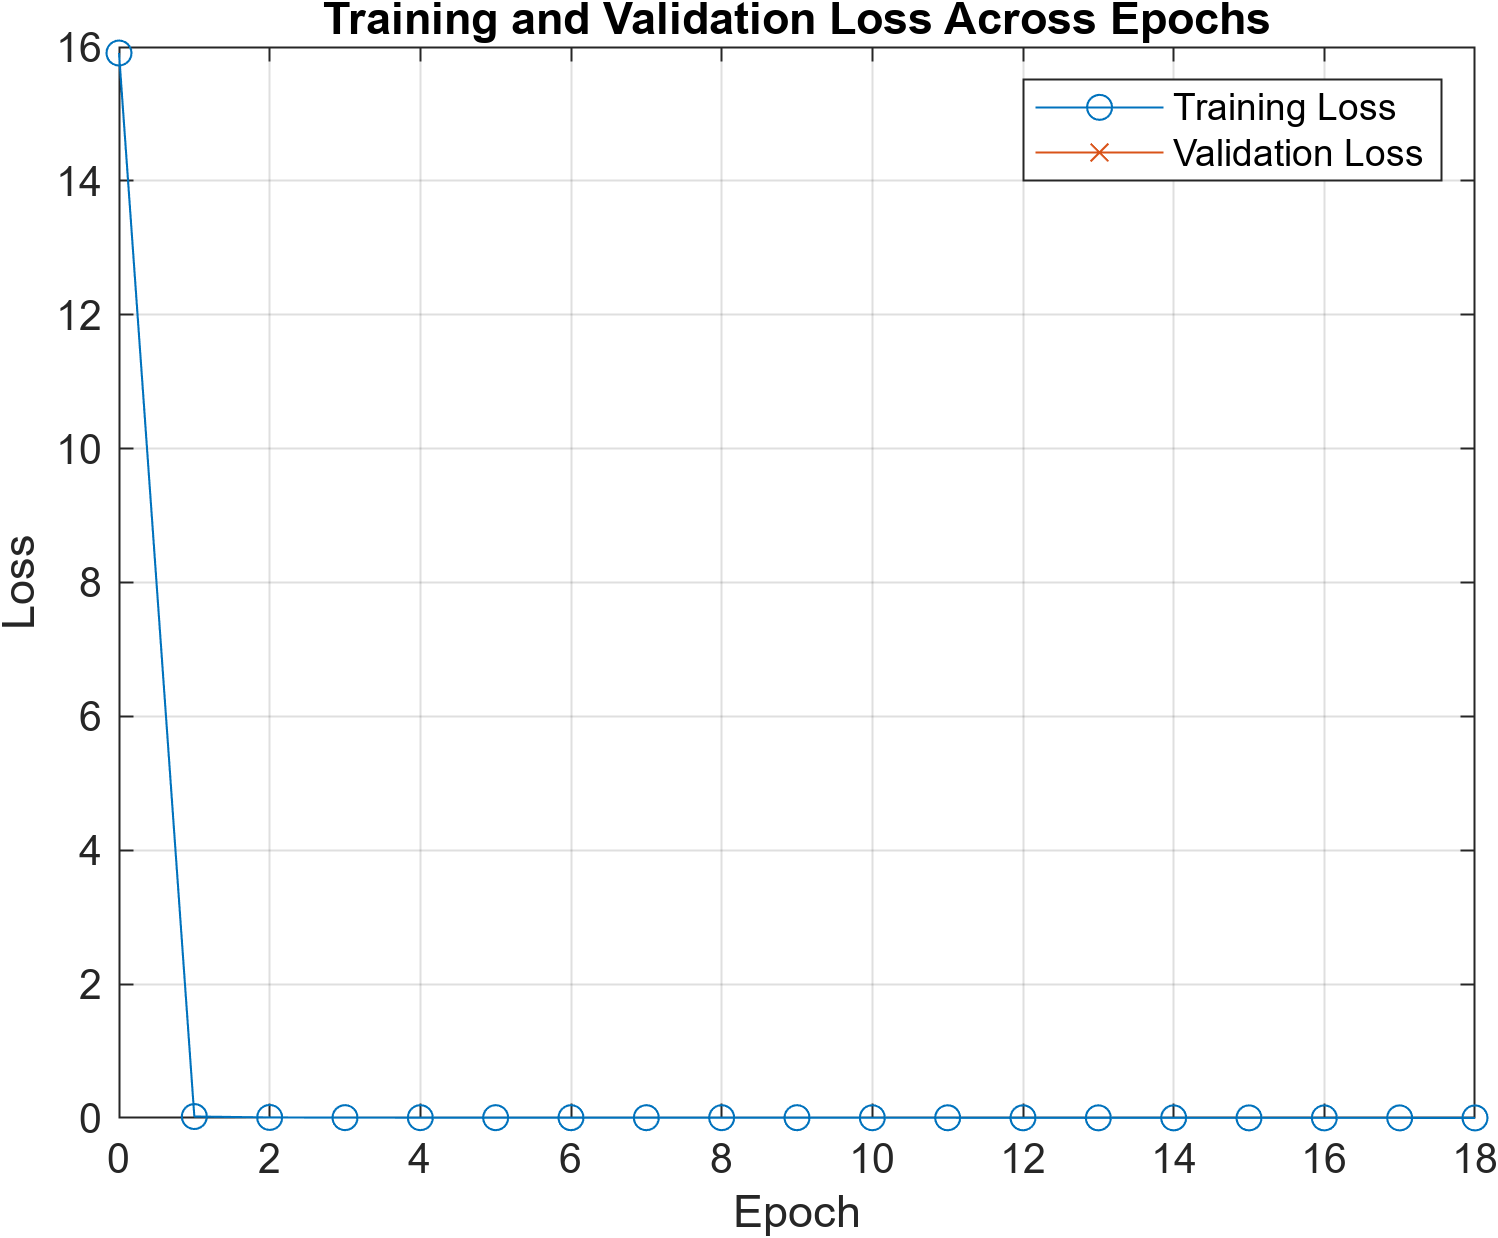 Training and Validation Loss Across Epochs
16
Training Loss
Validation Loss
14
12
10
8
Loss
6
4
2
0
0 2 4 6 8 10 12 14 16 18
Epoch